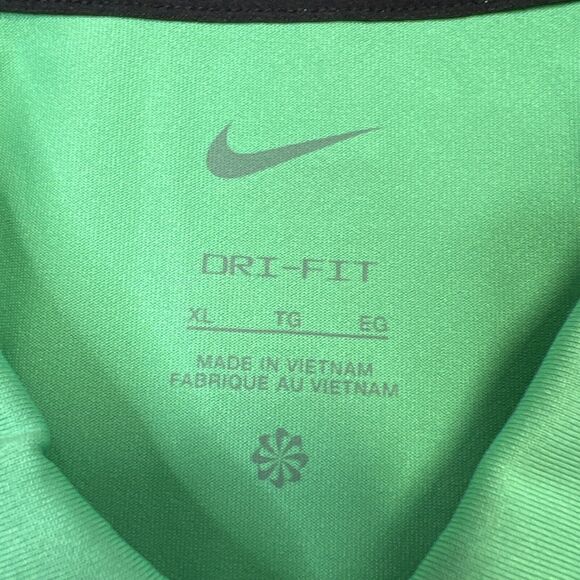 DRI-FIT
XL TG EG
MADE IN VIETNAM
FABRIQUE AU VIETNAM